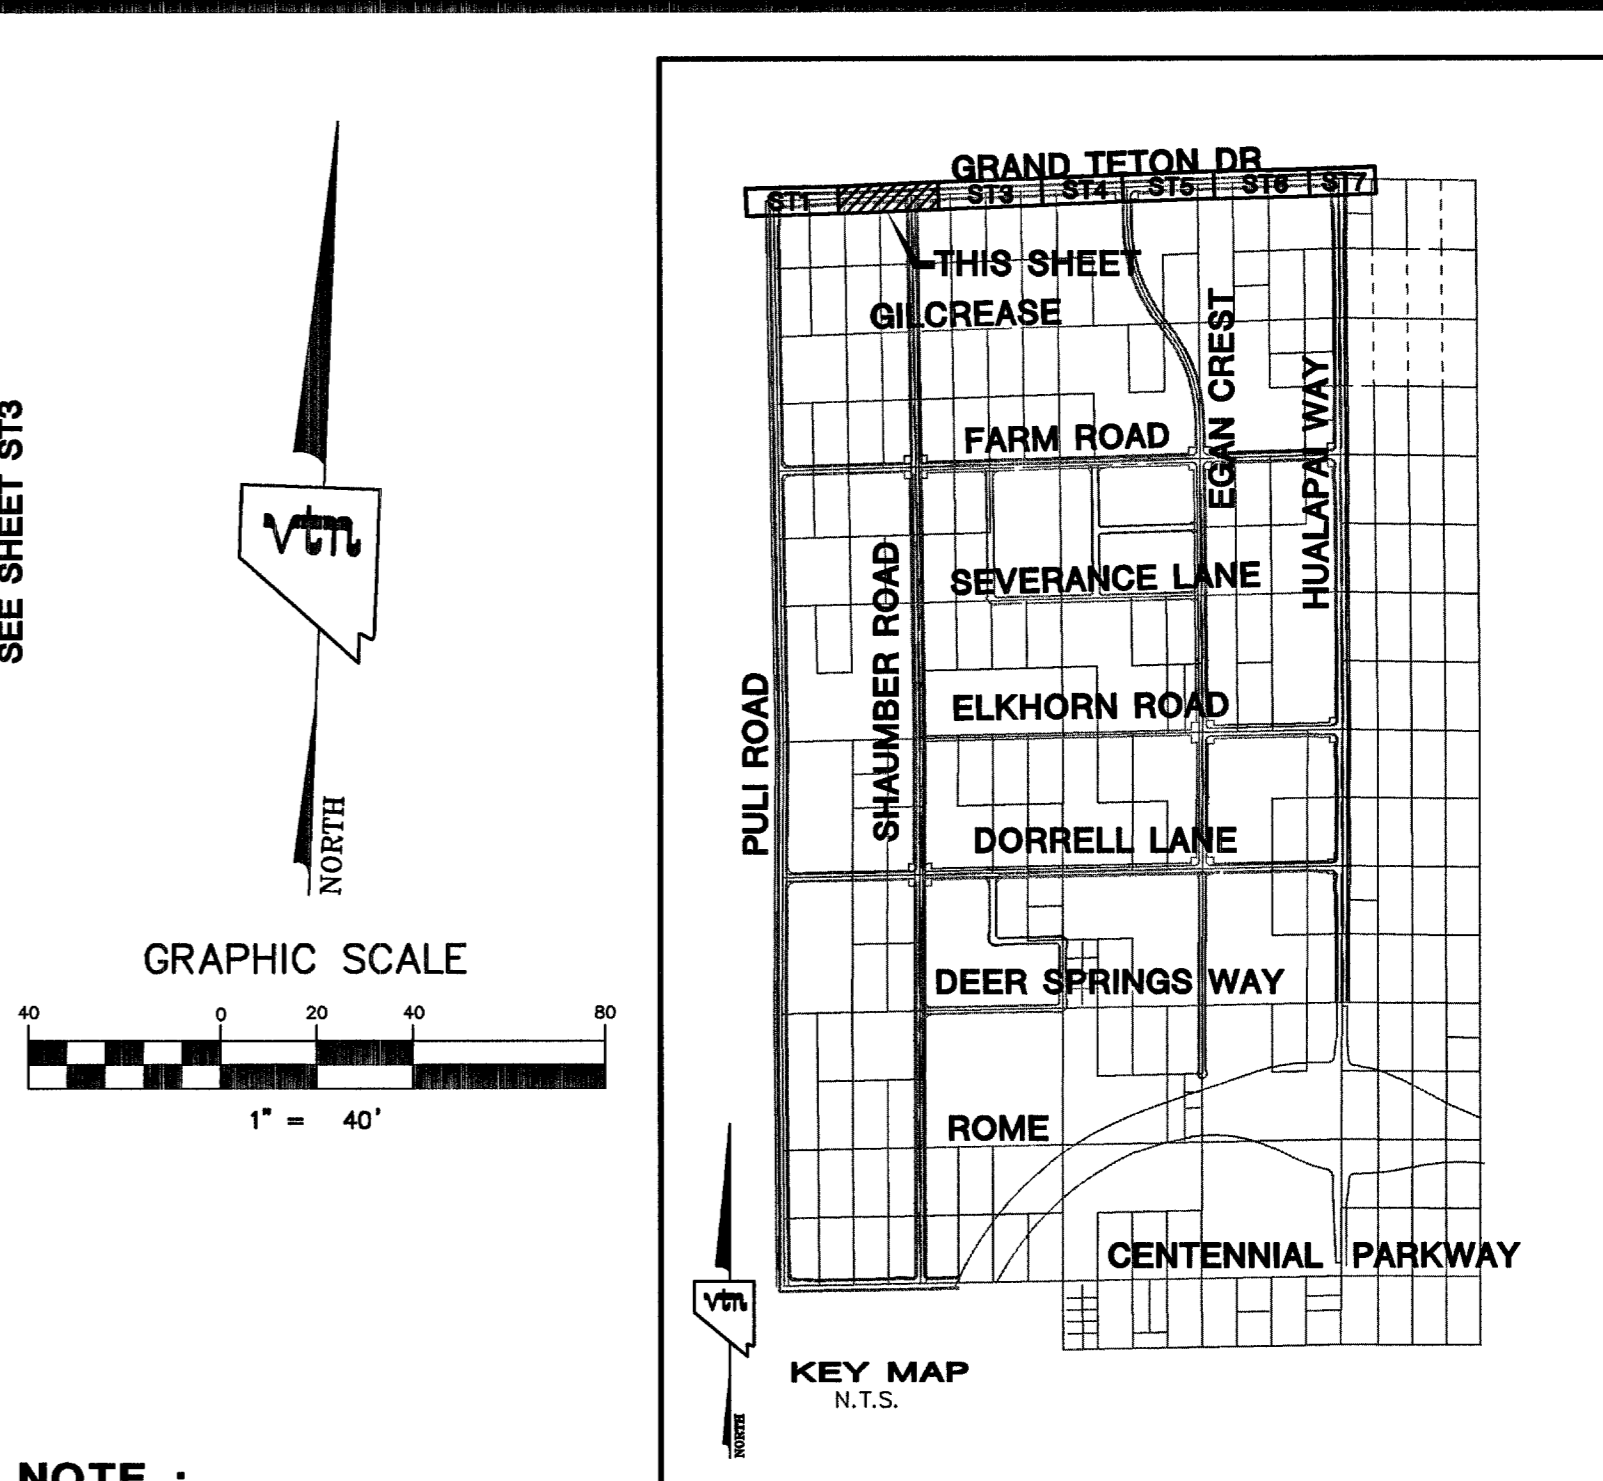 SEE SHEET ST3
vtn
NORTH
GRAPHIC SCALE
40 0 20 40 80
1" = 40'
GRAND TETON DR
ST1 ST3 ST4 ST5 ST6 ST7
THIS SHEET
GILCREASE
EGAN CREST
HUALAPAI WAY
FARM ROAD
SEVERANCE LANE
SHAUMBER ROAD
PULI ROAD
ELKHORN ROAD
DORRELL LANE
DEER SPRINGS WAY
ROME
CENTENNIAL PARKWAY
vtn
NORTH
KEY MAP
N.T.S.
NOTE :